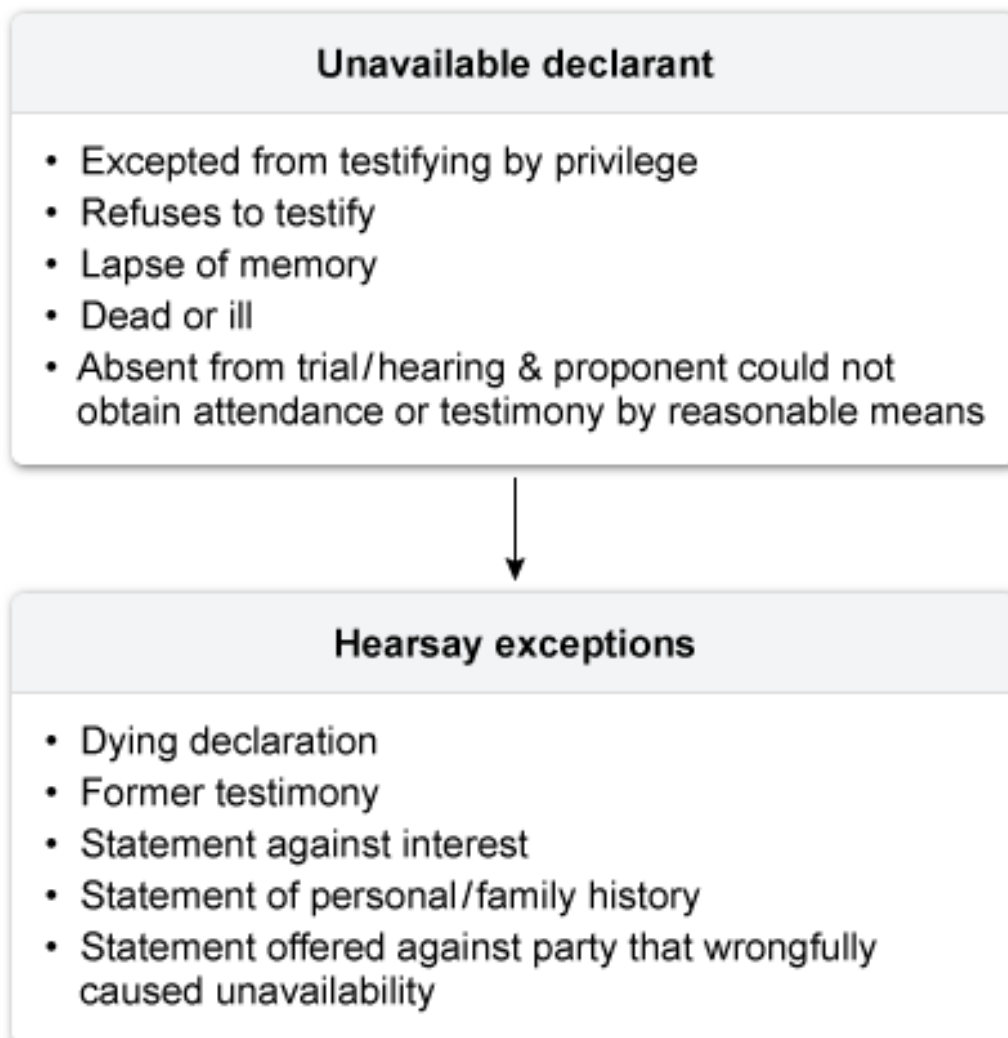 Unavailable declarant
• Excepted from testifying by privilege
• Refuses to testify
• Lapse of memory
• Dead or ill
• Absent from trial/hearing & proponent could not
obtain attendance or testimony by reasonable means
Hearsay exceptions
• Dying declaration
• Former testimony
• Statement against interest
• Statement of personal/family history
• Statement offered against party that wrongfully
caused unavailability